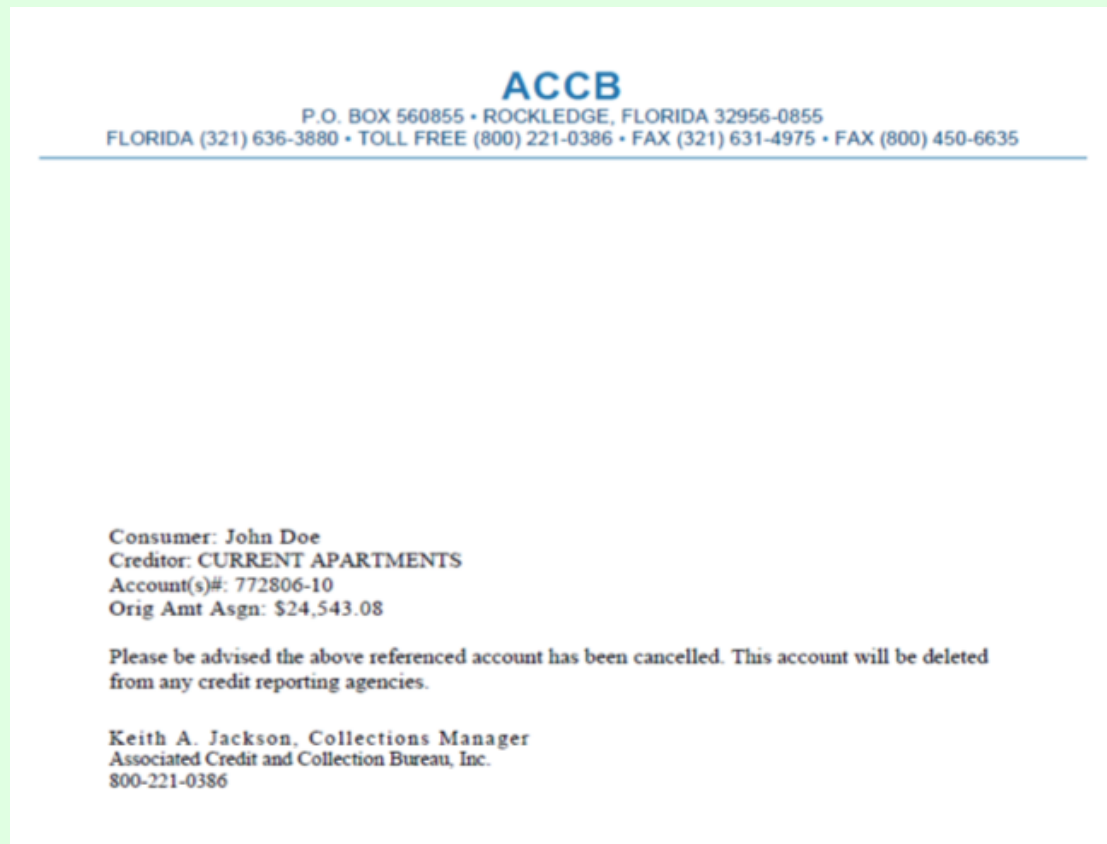 ACCB
P.O. BOX 560855 • ROCKLEDGE, FLORIDA 32956-0855
FLORIDA (321) 636-3880 • TOLL FREE (800) 221-0386 • FAX (321) 631-4975 • FAX (800) 450-6635
Consumer: John Doe
Creditor: CURRENT APARTMENTS
Account(s)#: 772806-10
Orig Amt Asgn: $24,543.08
Please be advised the above referenced account has been cancelled. This account will be deleted
from any credit reporting agencies.
Keith A. Jackson, Collections Manager
Associated Credit and Collection Bureau, Inc.
800-221-0386